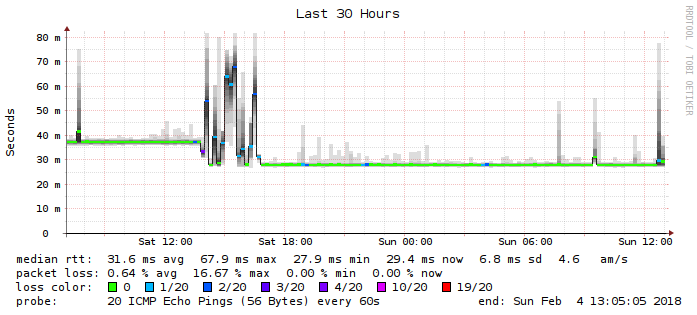 Last 30 Hours
RRDTOOL / TOBI OETIKER
Seconds
80 m
70 m
60 m
50 m
40 m
30 m
20 m
10 m
0
Sat 12:00 Sat 18:00 Sun 00:00 Sun 06:00 Sun 12:00
median rtt: 31.6 ms avg 67.9 ms max 27.9 ms min 29.4 ms now 6.8 ms sd 4.6 am/s
packet loss: 0.64 % avg 16.67 % max 0.00 % min 0.00 % now
loss color: 0 1/20 2/20 3/20 4/20 10/20 19/20
probe: 20 ICMP Echo Pings (56 Bytes) every 60s end: Sun Feb 4 13:05:05 2018